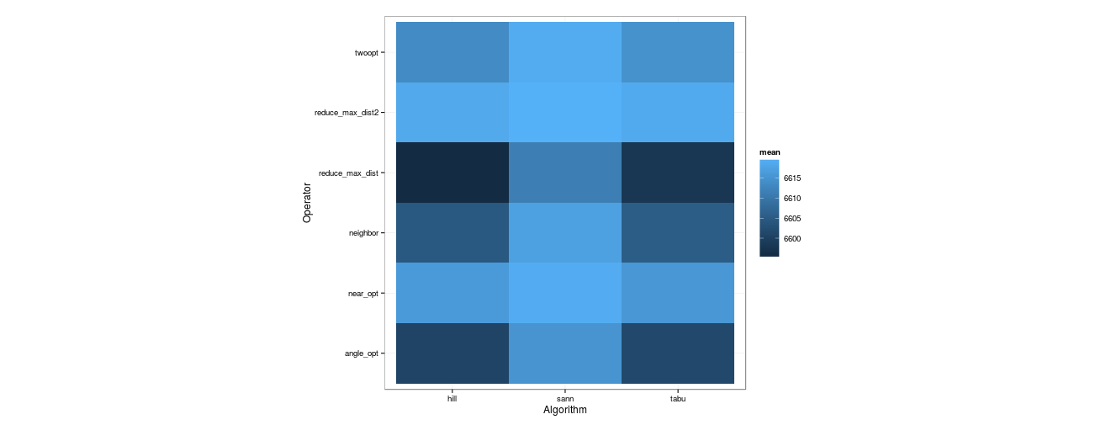 twoopt
reduce_max_dist2
reduce_max_dist
neighbor
near_opt
angle_opt
Operator
hill sann tabu
Algorithm
mean
6615
6610
6605
6600